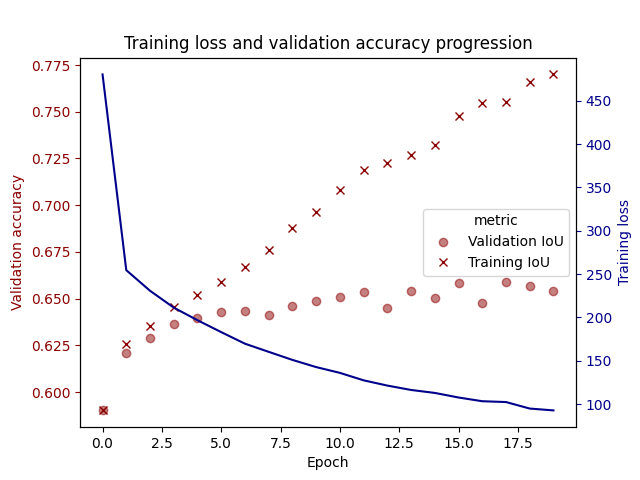 Training loss and validation accuracy progression
0.775
0.750
0.725
0.700
0.675
0.650
0.625
0.600
Validation accuracy
450
400
350
300
250
200
150
100
Training loss
metric
Validation IoU
Training IoU
0.0 2.5 5.0 7.5 10.0 12.5 15.0 17.5
Epoch